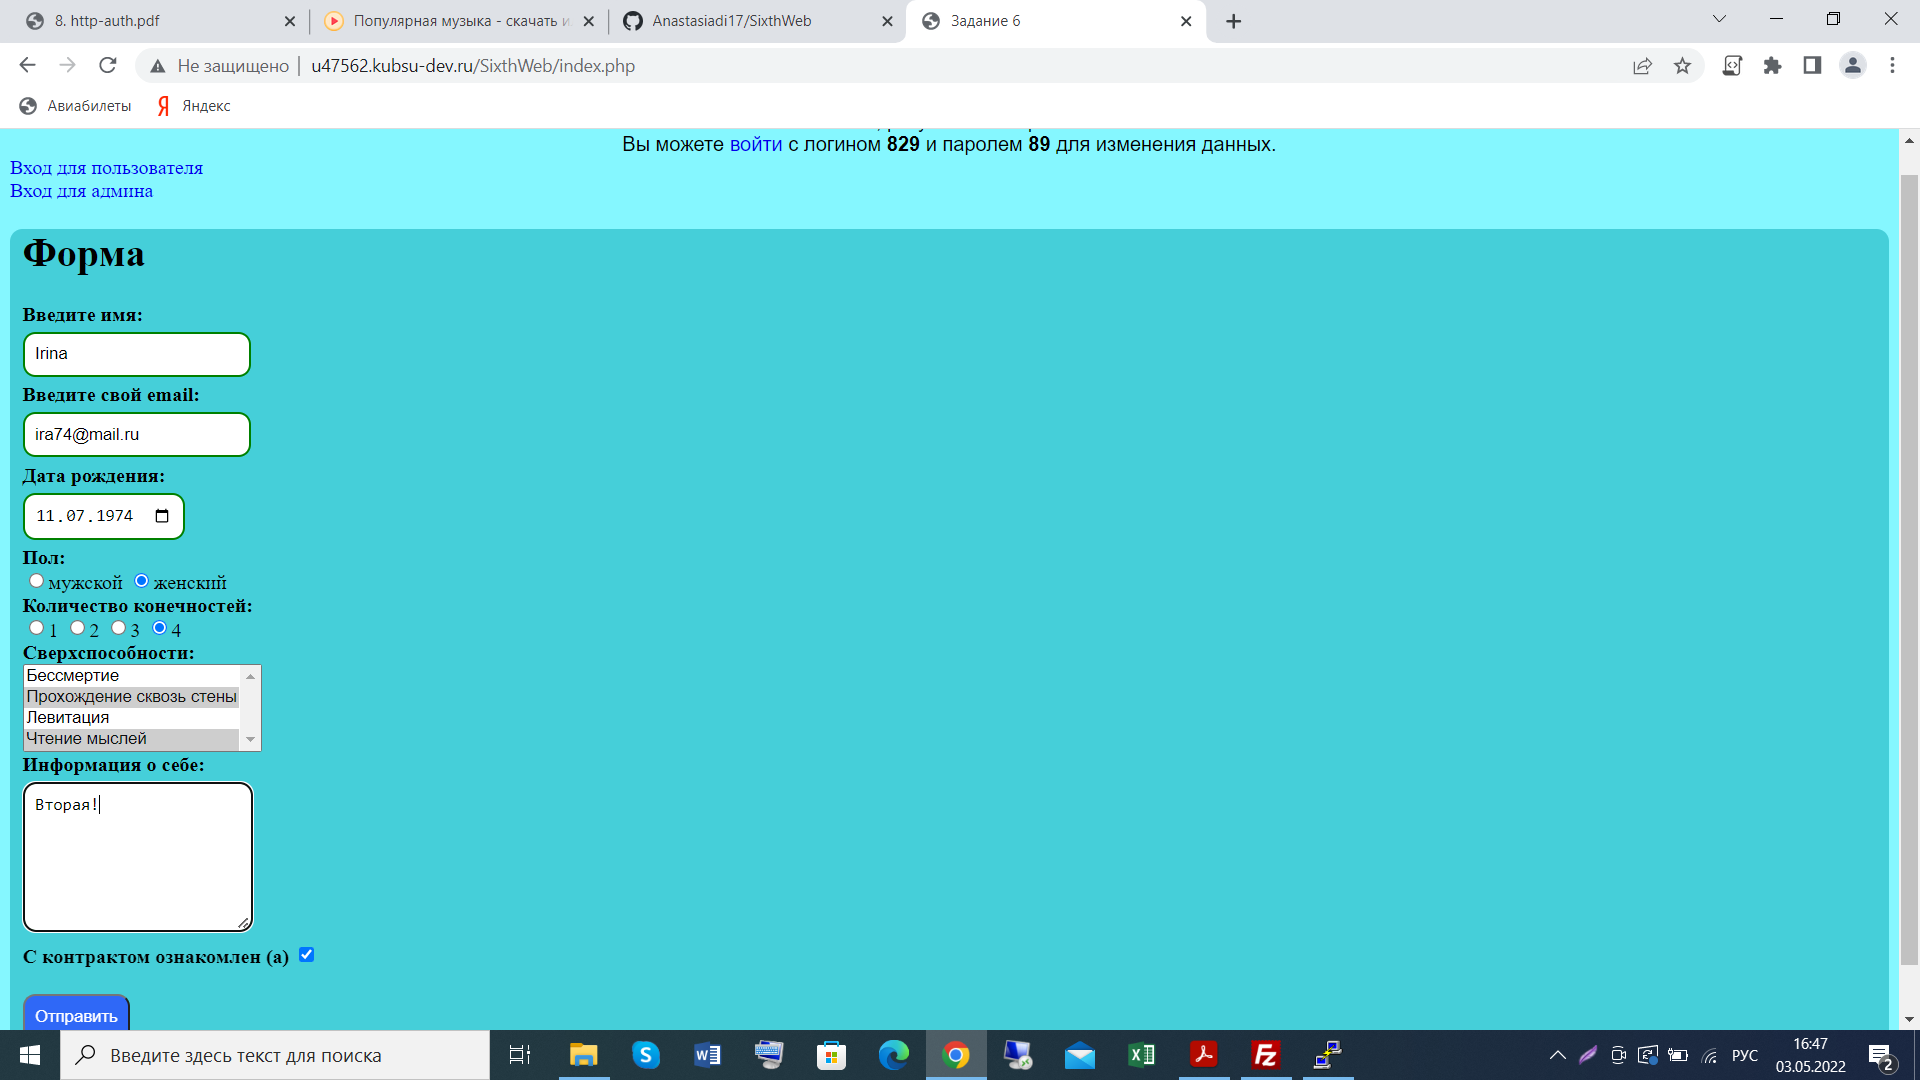 8. http-auth.pdf
Популярная музыка - скачать и
Anastasiadi17/SixthWeb
Задание 6
Не защищено | u47562.kubsu-dev.ru/SixthWeb/index.php
Авиабилеты
Яндекс
Вы можете войти с логином 829 и паролем 89 для изменения данных.
Вход для пользователя
Вход для админа
Форма
Введите имя:
Irina
Введите свой email:
ira74@mail.ru
Дата рождения:
11.07.1974
Пол:
мужской женский
Количество конечностей:
1 2 3 4
Сверхспособности:
Бессмертие
Прохождение сквозь стены
Левитация
Чтение мыслей
Информация о себе:
Вторая!
С контрактом ознакомлен (а)
Отправить
Введите здесь текст для поиска
РУС
16:47
03.05.2022
2